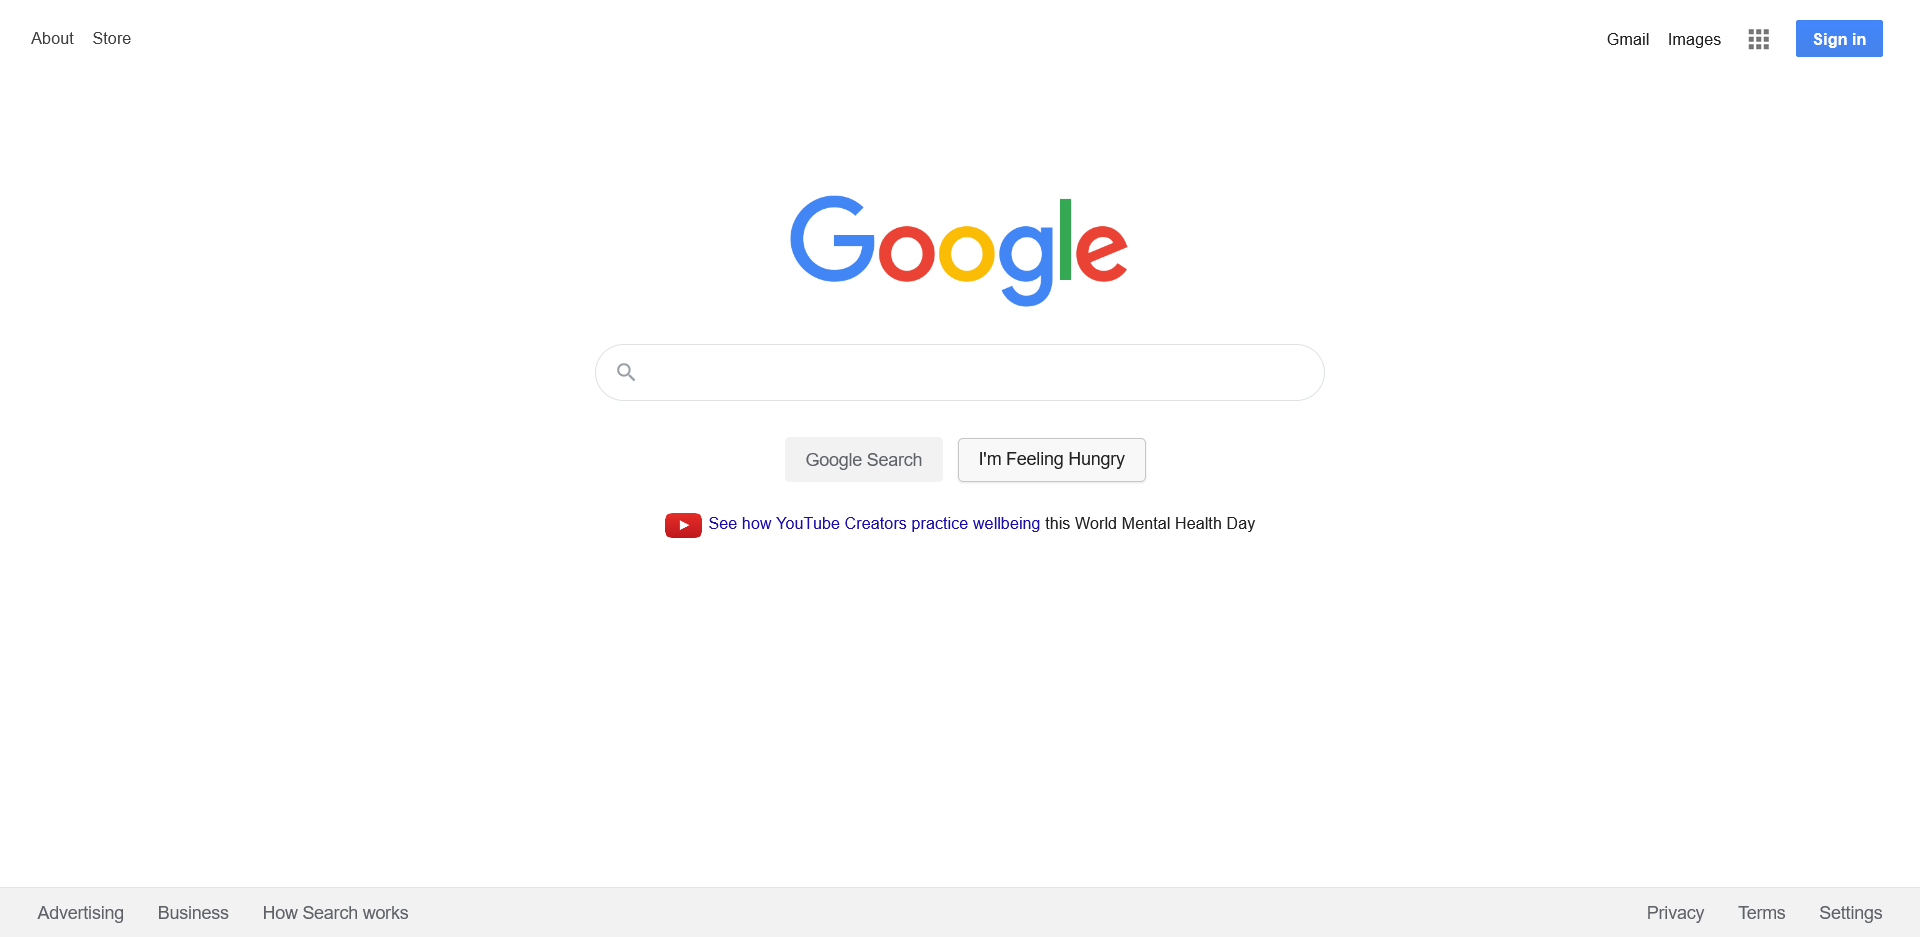 About Store
Gmail Images Sign in
Google
Google Search I'm Feeling Hungry
See how YouTube Creators practice wellbeing this World Mental Health Day
Advertising Business How Search works
Privacy Terms Settings